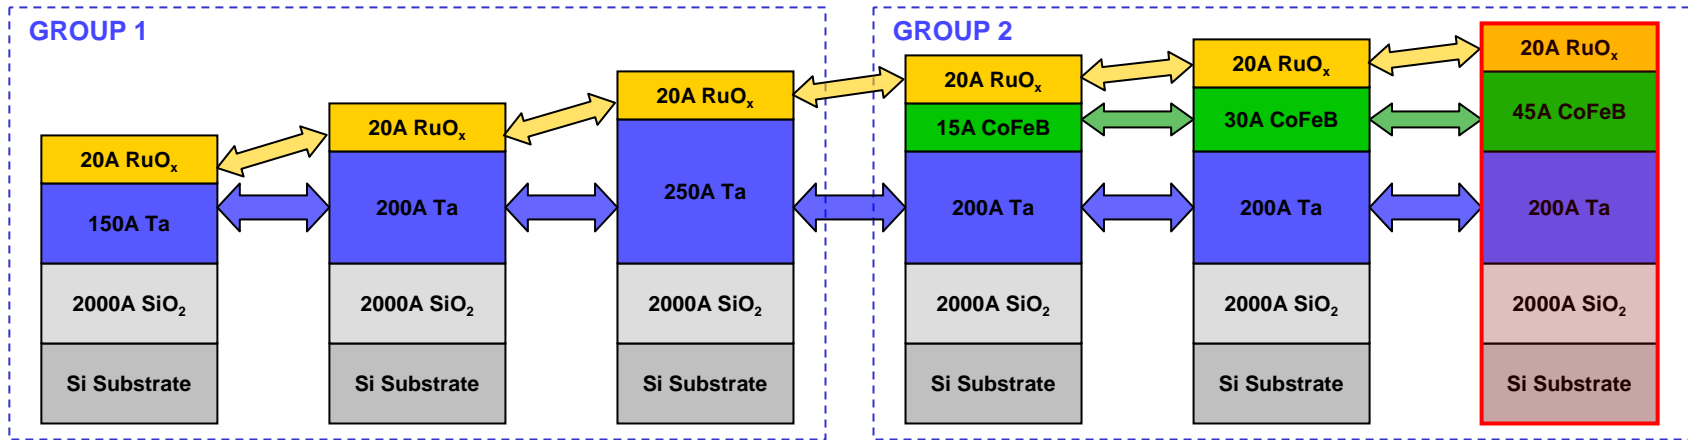 GROUP 1
20A RuOx
150A Ta
2000A SiO2
Si Substrate
20A RuOx
200A Ta
2000A SiO2
Si Substrate
20A RuOx
250A Ta
2000A SiO2
Si Substrate
GROUP 2
20A RuOx
15A CoFeB
200A Ta
2000A SiO2
Si Substrate
20A RuOx
30A CoFeB
200A Ta
2000A SiO2
Si Substrate
20A RuOx
45A CoFeB
200A Ta
2000A SiO2
Si Substrate